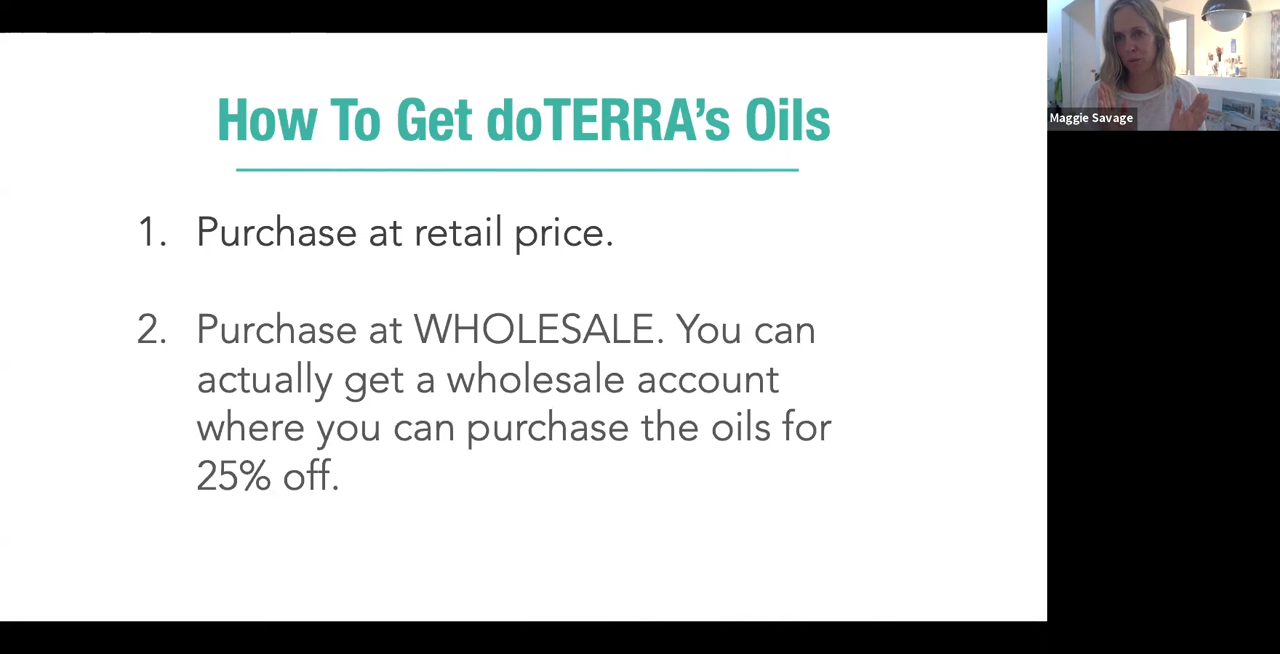 How To Get doTERRA's Oils
1. Purchase at retail price.
2. Purchase at WHOLESALE. You can
actually get a wholesale account
where you can purchase the oils for
25% off.
Maggie Savage